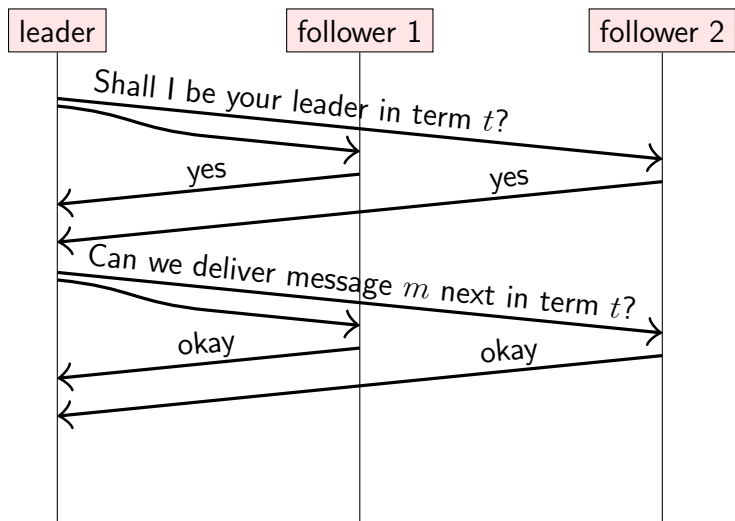 leader
follower 1
follower 2
Shall I be your leader in term t?
yes
yes
Can we deliver message m next in term t?
okay
okay